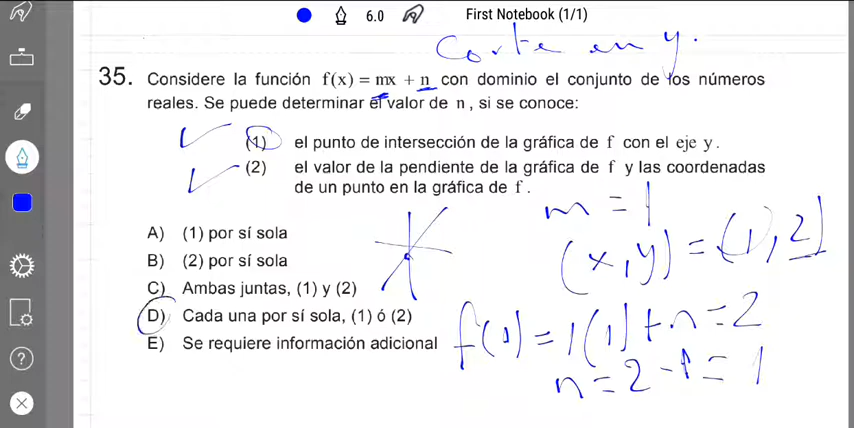 6.0 First Notebook (1/1)
Corte en y.
35. Considere la función f(x) = mx + n con dominio el conjunto de los números
reales. Se puede determinar el valor de n, si se conoce:
(1) el punto de intersección de la gráfica de f con el eje y.
(2) el valor de la pendiente de la gráfica de f y las coordenadas
de un punto en la gráfica de f.
A) (1) por sí sola
B) (2) por sí sola
C) Ambas juntas, (1) y (2)
D) Cada una por sí sola, (1) ó (2)
E) Se requiere información adicional
m = 1
(x,y) = (1,2)
f(1) = 1(1) + n = 2
n = 2 - 1 = 1